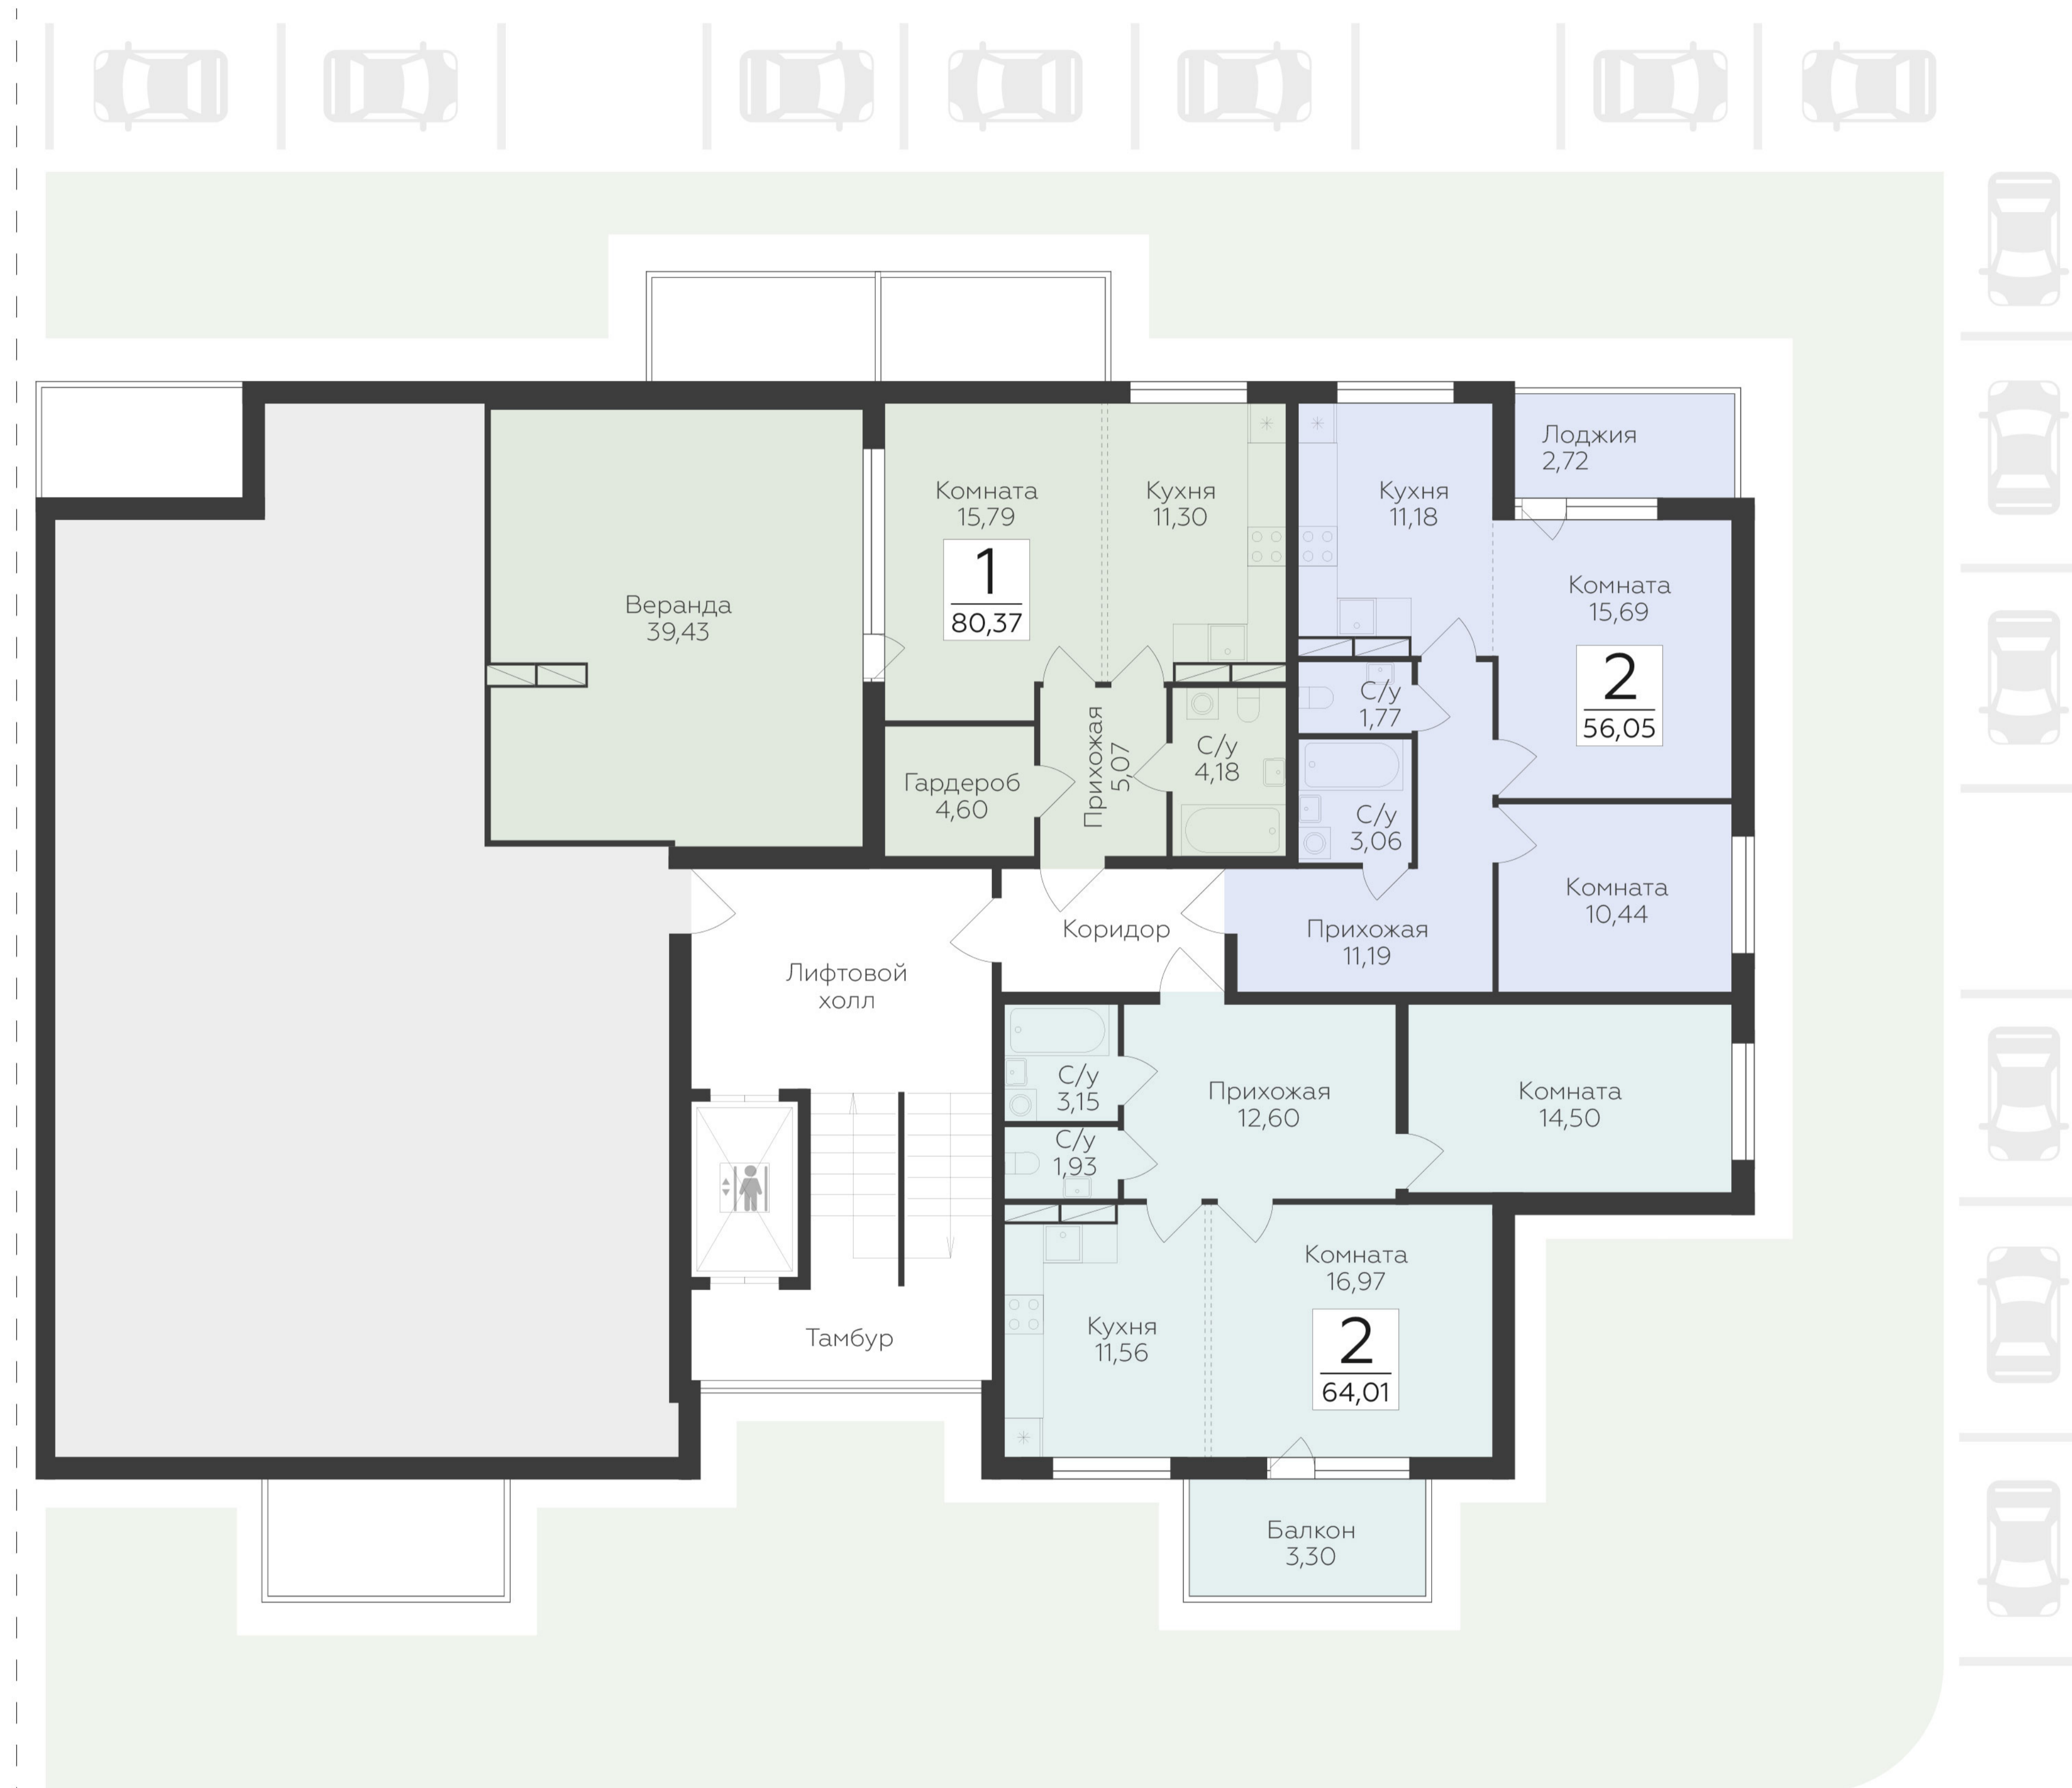 Веранда
39,43
Комната
15,79
1
80,37
Кухня
11,30
Гардероб
4,60
Прихожая
5,07
С/у
4,18
Кухня
11,18
Лоджия
2,72
Комната
15,69
2
56,05
С/у
1,77
С/у
3,06
Прихожая
11,19
Комната
10,44
Коридор
Лифтовой
холл
Тамбур
С/у
3,15
С/у
1,93
Прихожая
12,60
Комната
14,50
Кухня
11,56
Комната
16,97
2
64,01
Балкон
3,30